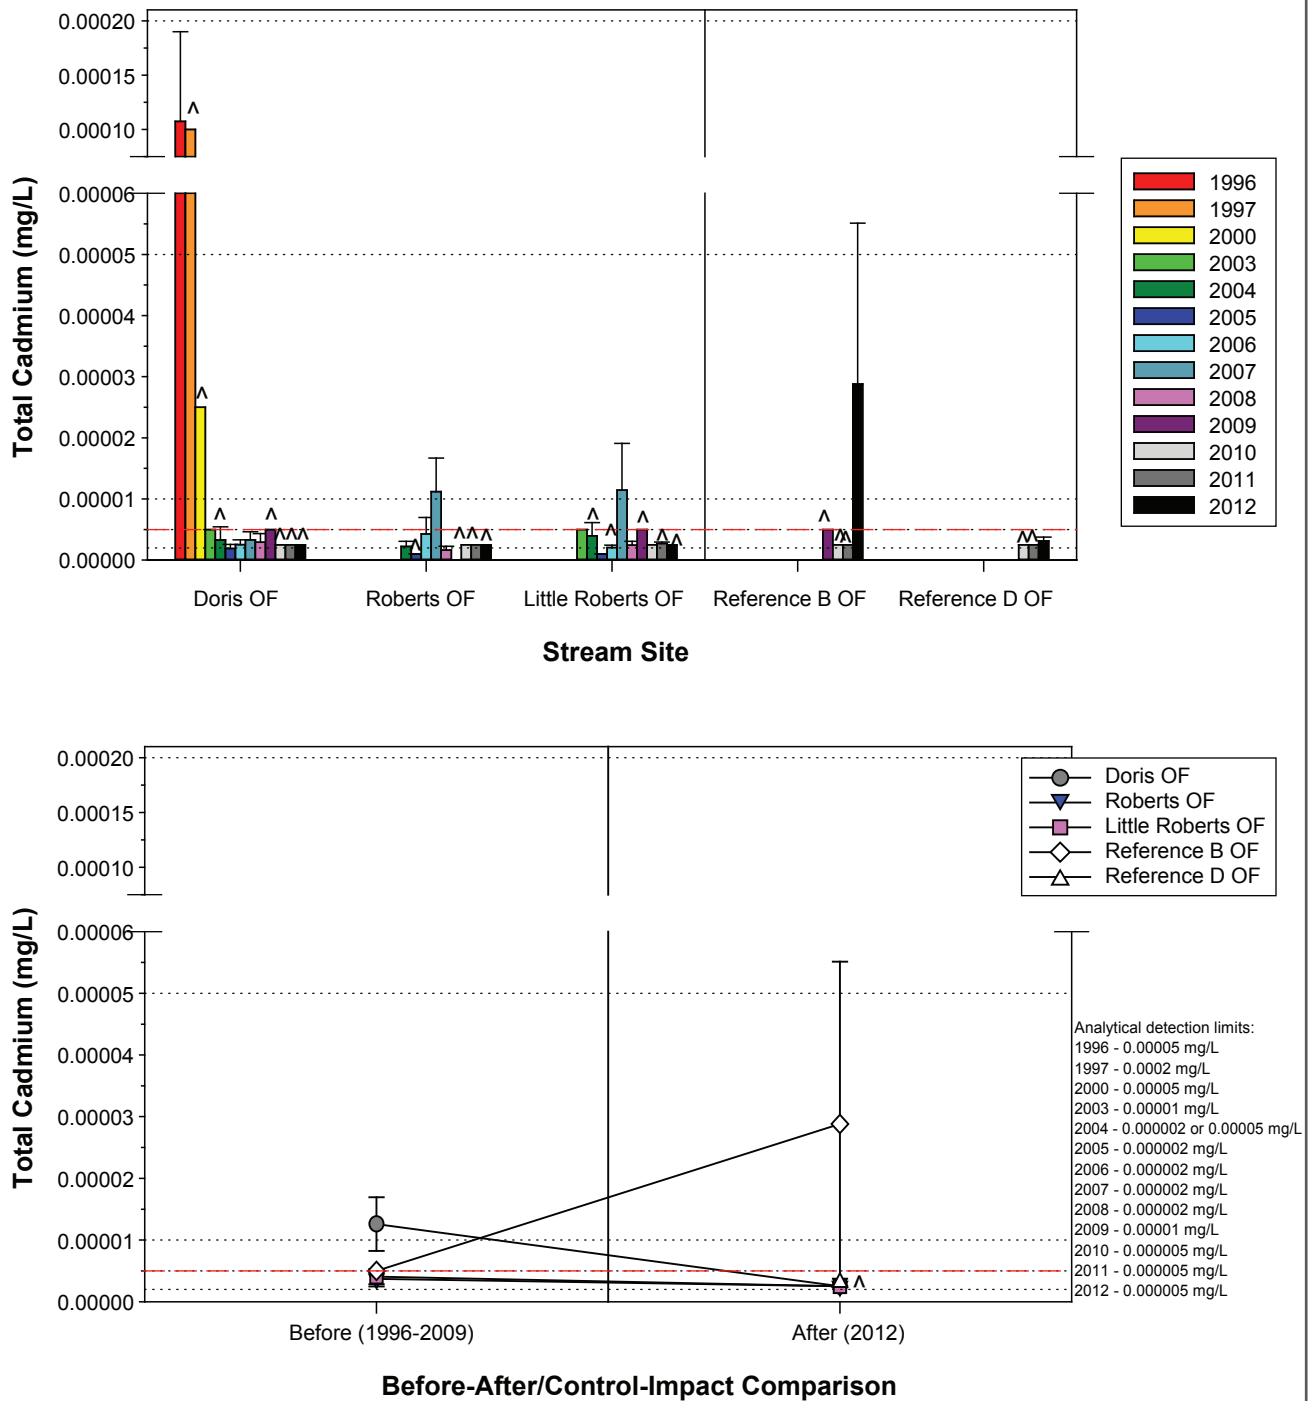 0.00020
0.00015
0.00010
0.00006
0.00005
0.00004
0.00003
0.00002
0.00001
0.00000
Total Cadmium (mg/L)
^
^
^ ^ ^ ^ ^ ^
^ ^ ^ ^
^ ^ ^ ^ ^
^ ^ ^
^ ^
Doris OF
Roberts OF
Little Roberts OF
Reference B OF
Reference D OF
Stream Site
1996
1997
2000
2003
2004
2005
2006
2007
2008
2009
2010
2011
2012
0.00020
0.00015
0.00010
0.00006
0.00005
0.00004
0.00003
0.00002
0.00001
0.00000
Total Cadmium (mg/L)
^
Before (1996-2009)
After (2012)
Before-After/Control-Impact Comparison
Doris OF
Roberts OF
Little Roberts OF
Reference B OF
Reference D OF
Analytical detection limits:
1996 - 0.00005 mg/L
1997 - 0.0002 mg/L
2000 - 0.00005 mg/L
2003 - 0.00001 mg/L
2004 - 0.000002 or 0.00005 mg/L
2005 - 0.000002 mg/L
2006 - 0.000002 mg/L
2007 - 0.000002 mg/L
2008 - 0.000002 mg/L
2009 - 0.00001 mg/L
2010 - 0.000005 mg/L
2011 - 0.000005 mg/L
2012 - 0.000005 mg/L